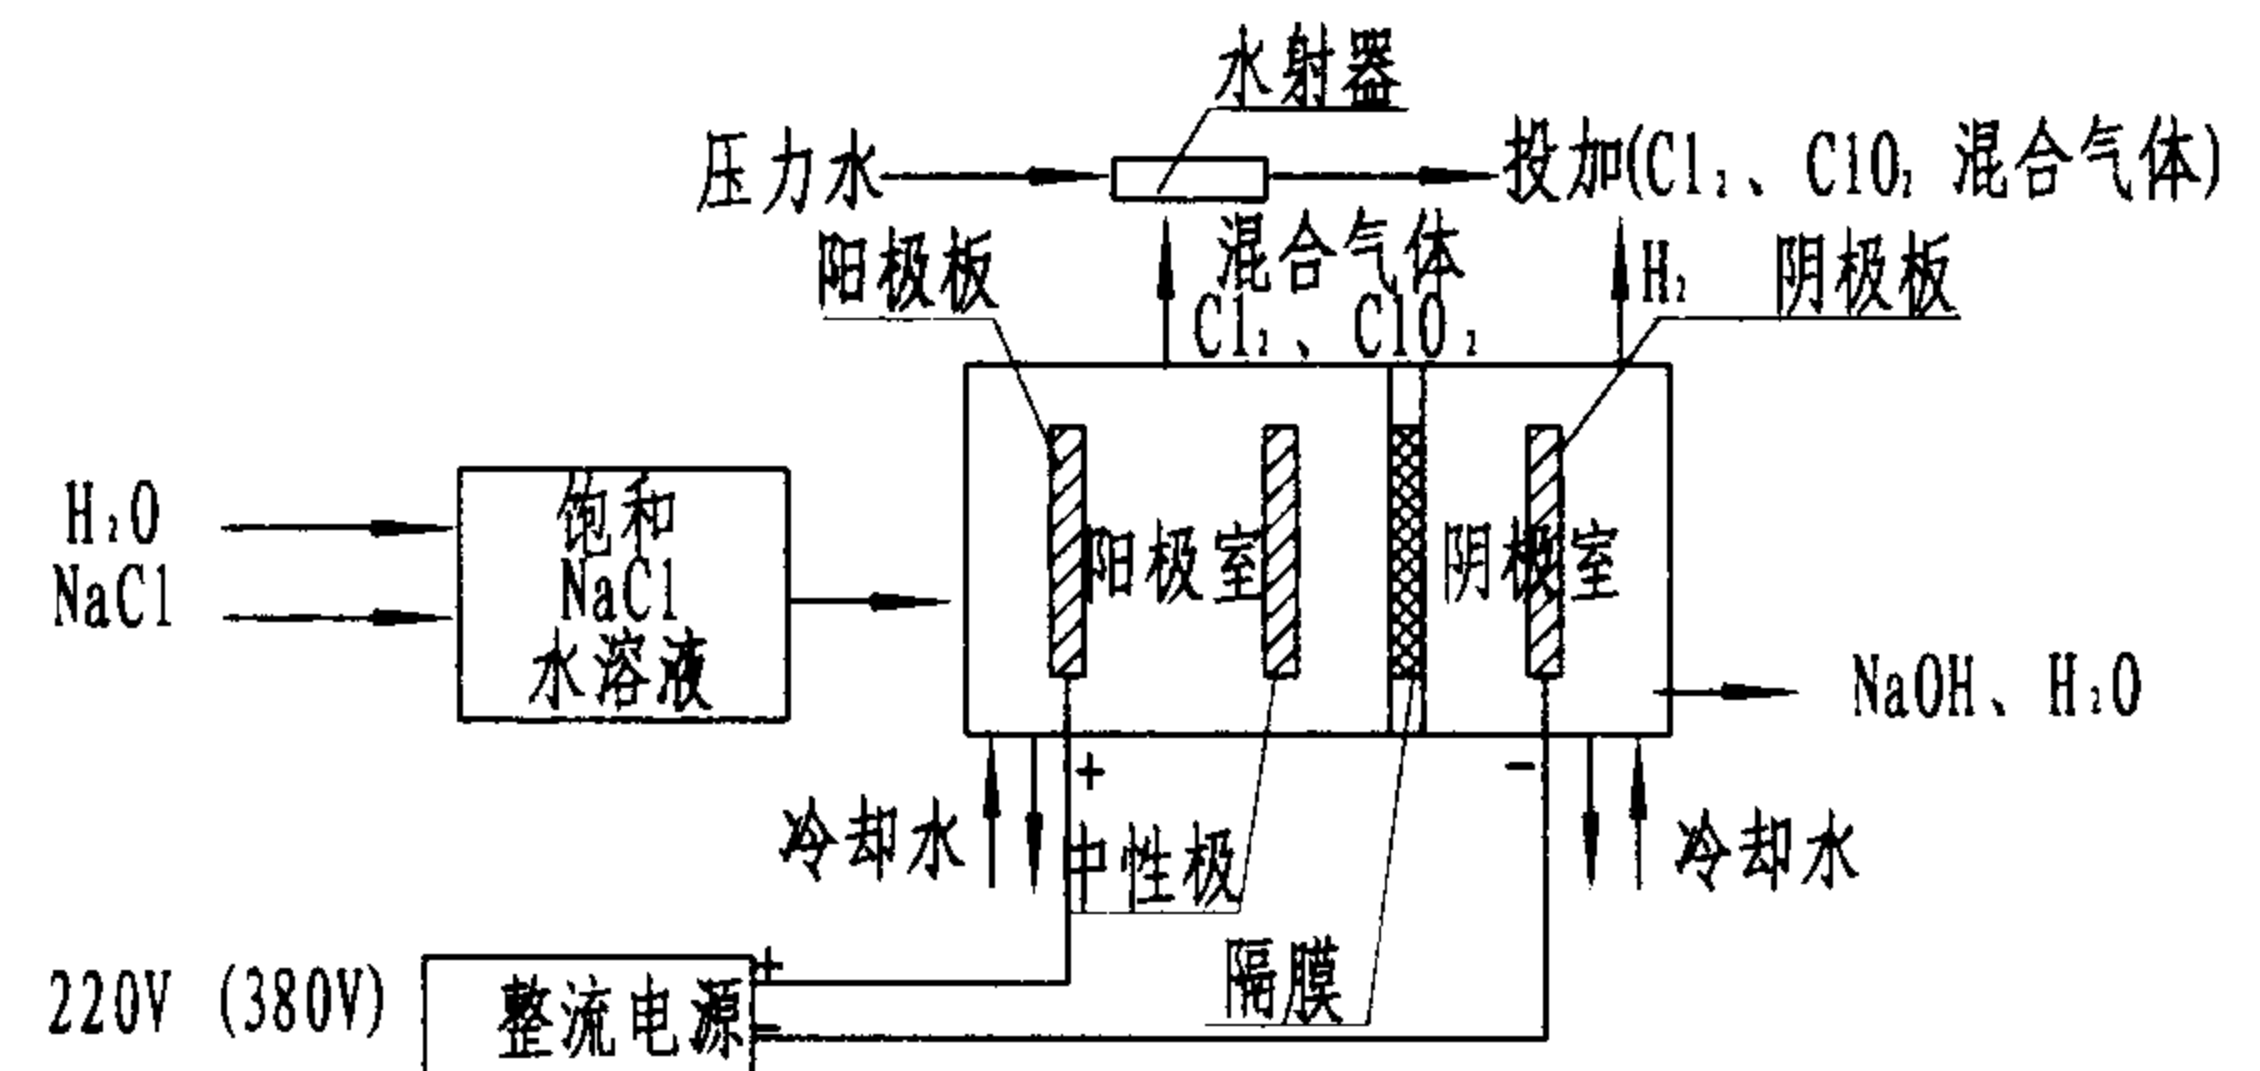 水射器
压力水
投加(Cl₂、ClO₂ 混合气体)
阳极板
混合气体
Cl₂、ClO₂
H₂
阴极板
H₂O
NaCl
饱和
NaCl
水溶液
阳极室
阴极室
NaOH、H₂O
+
-
冷却水
中性极
冷却水
隔膜
220V (380V)
整流电源
+
-